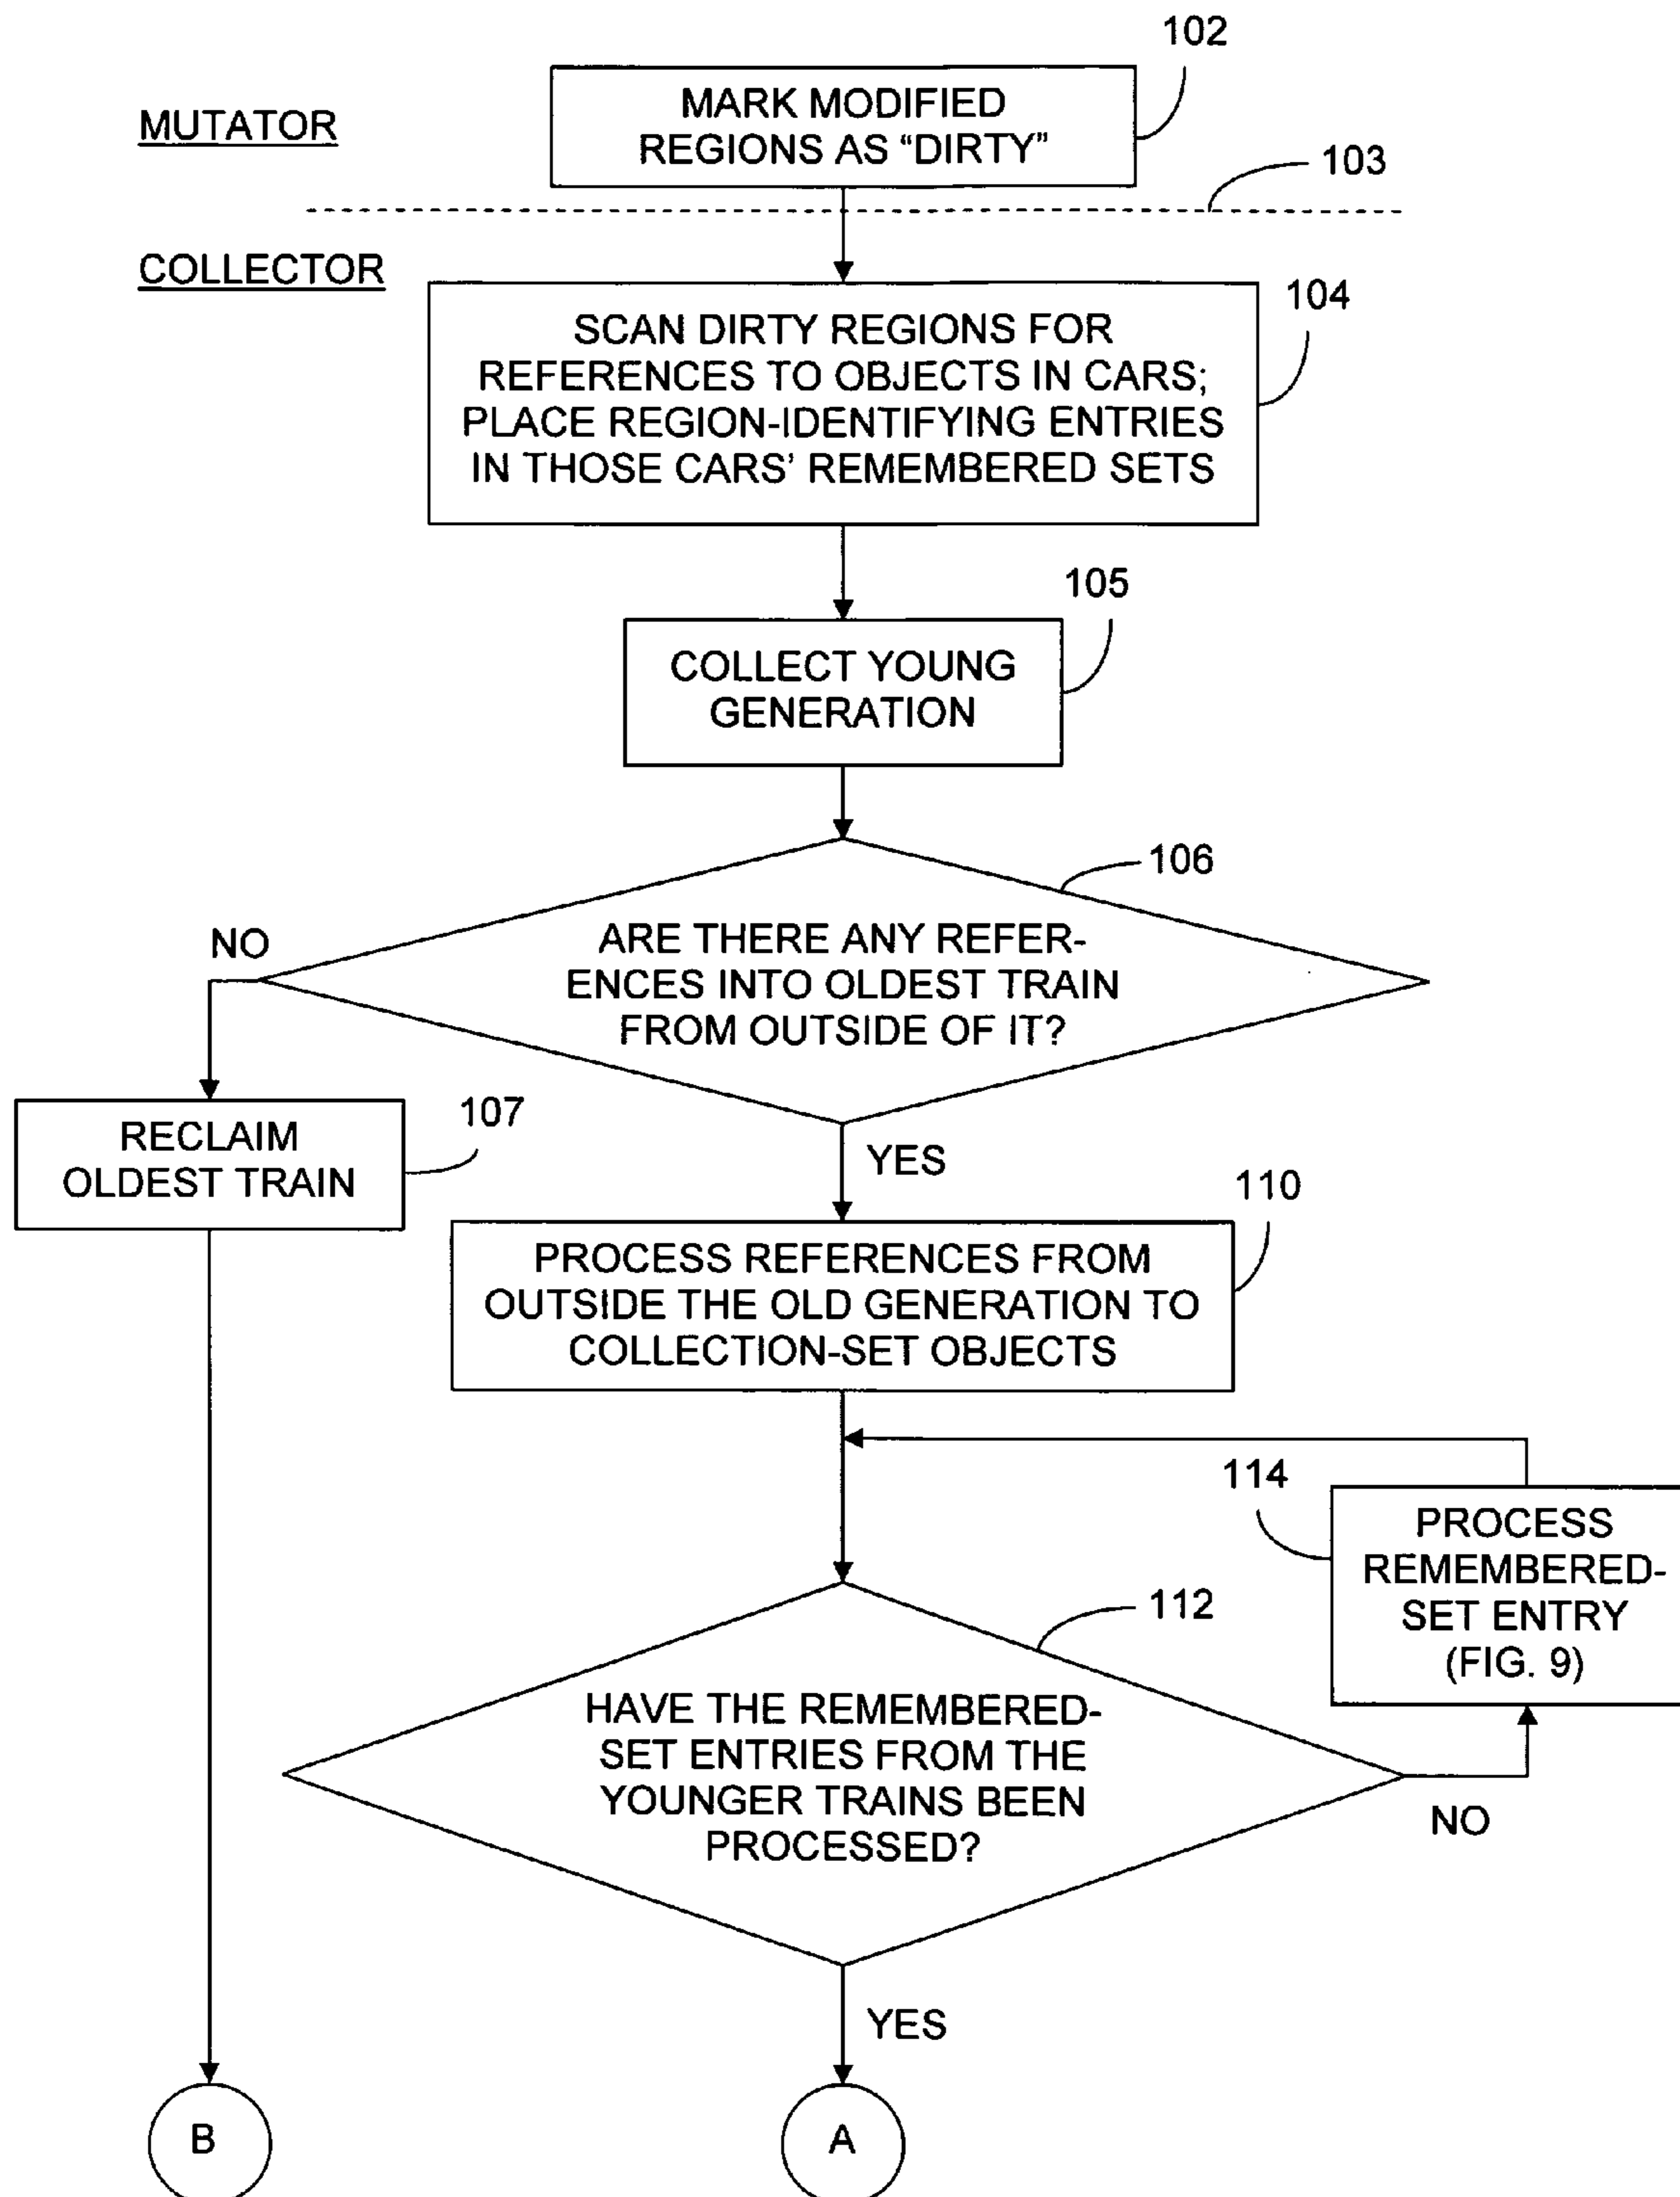 102
MARK MODIFIED
REGIONS AS “DIRTY”
MUTATOR
103
COLLECTOR
104
SCAN DIRTY REGIONS FOR
REFERENCES TO OBJECTS IN CARS;
PLACE REGION-IDENTIFYING ENTRIES
IN THOSE CARS’ REMEMBERED SETS
105
COLLECT YOUNG
GENERATION
106
NO
ARE THERE ANY REFER-
ENCES INTO OLDEST TRAIN
FROM OUTSIDE OF IT?
107
RECLAIM
OLDEST TRAIN
YES
110
PROCESS REFERENCES FROM
OUTSIDE THE OLD GENERATION TO
COLLECTION-SET OBJECTS
114
PROCESS
REMEMBERED-
SET ENTRY
(FIG. 9)
112
HAVE THE REMEMBERED-
SET ENTRIES FROM THE
YOUNGER TRAINS BEEN
PROCESSED?
NO
YES
B
A